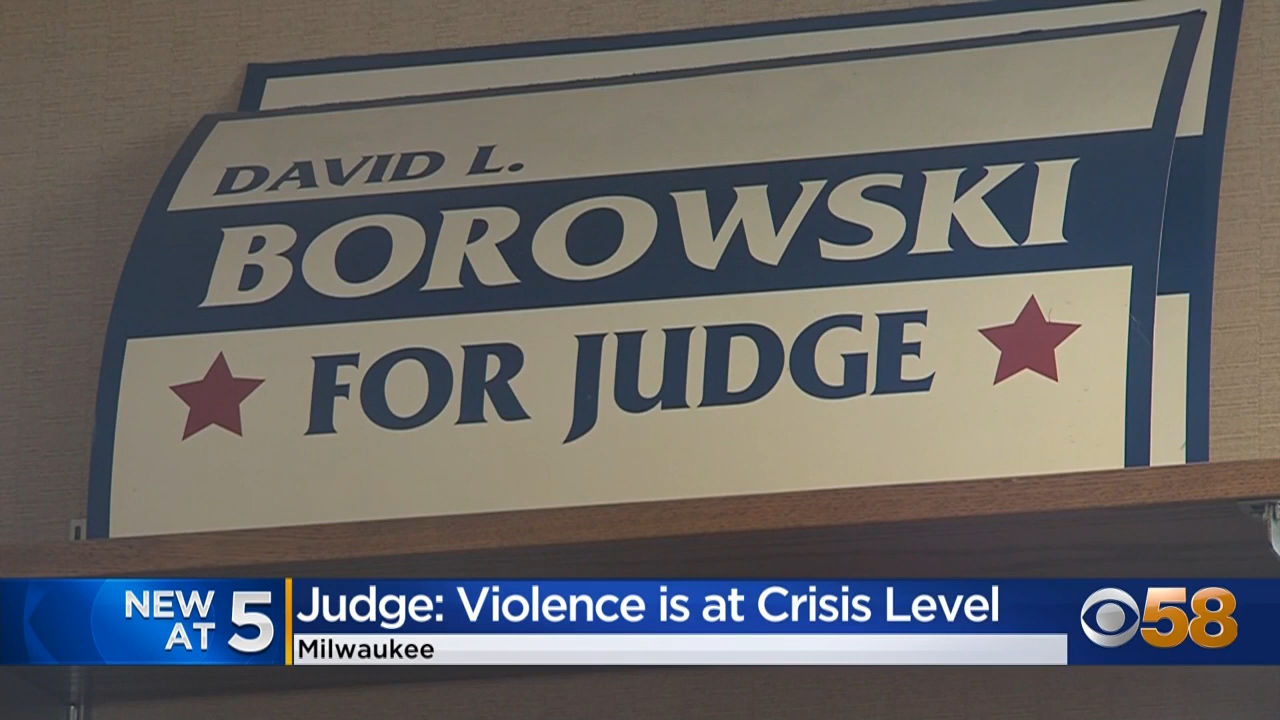 DAVID L.
BOROWSKI
FOR JUDGE
NEW
AT 5
Judge: Violence is at Crisis Level
Milwaukee
58